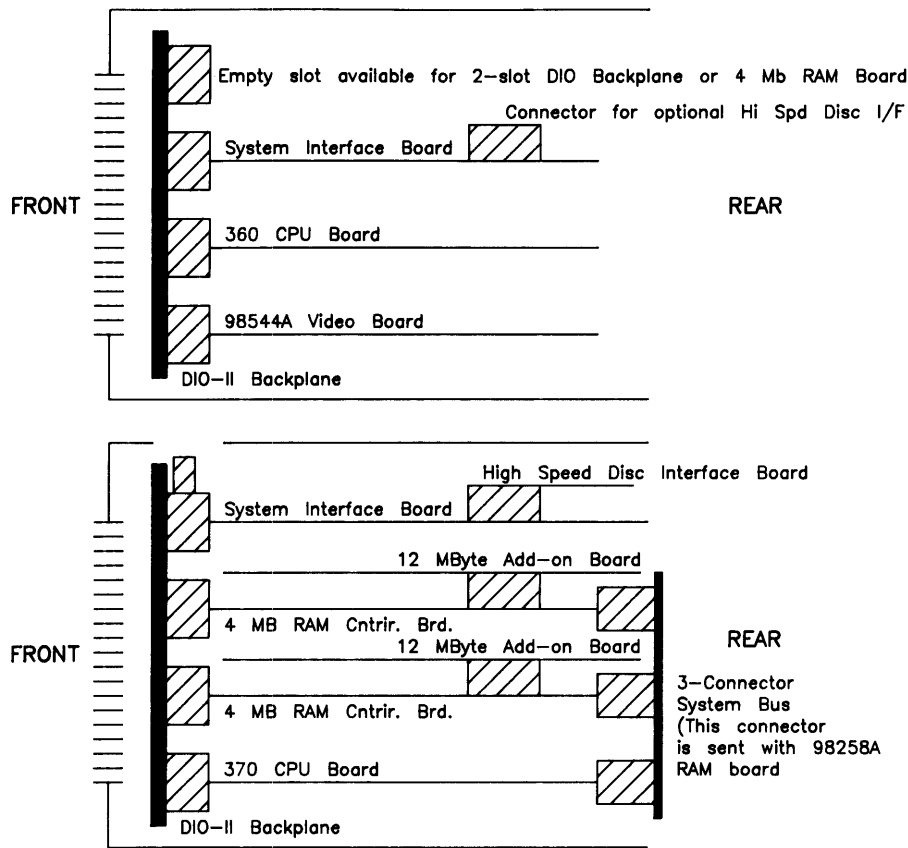 Empty slot available for 2-slot DIO Backplane or 4 Mb RAM Board
Connector for optional Hi Spd Disc I/F
System Interface Board
FRONT
REAR
360 CPU Board
98544A Video Board
DIO-II Backplane
High Speed Disc Interface Board
System Interface Board
12 MByte Add-on Board
4 MB RAM Cntrlr. Brd.
12 MByte Add-on Board
FRONT
REAR
4 MB RAM Cntrlr. Brd.
3-Connector
System Bus
(This connector
is sent with 98258A
RAM board
370 CPU Board
DIO-II Backplane